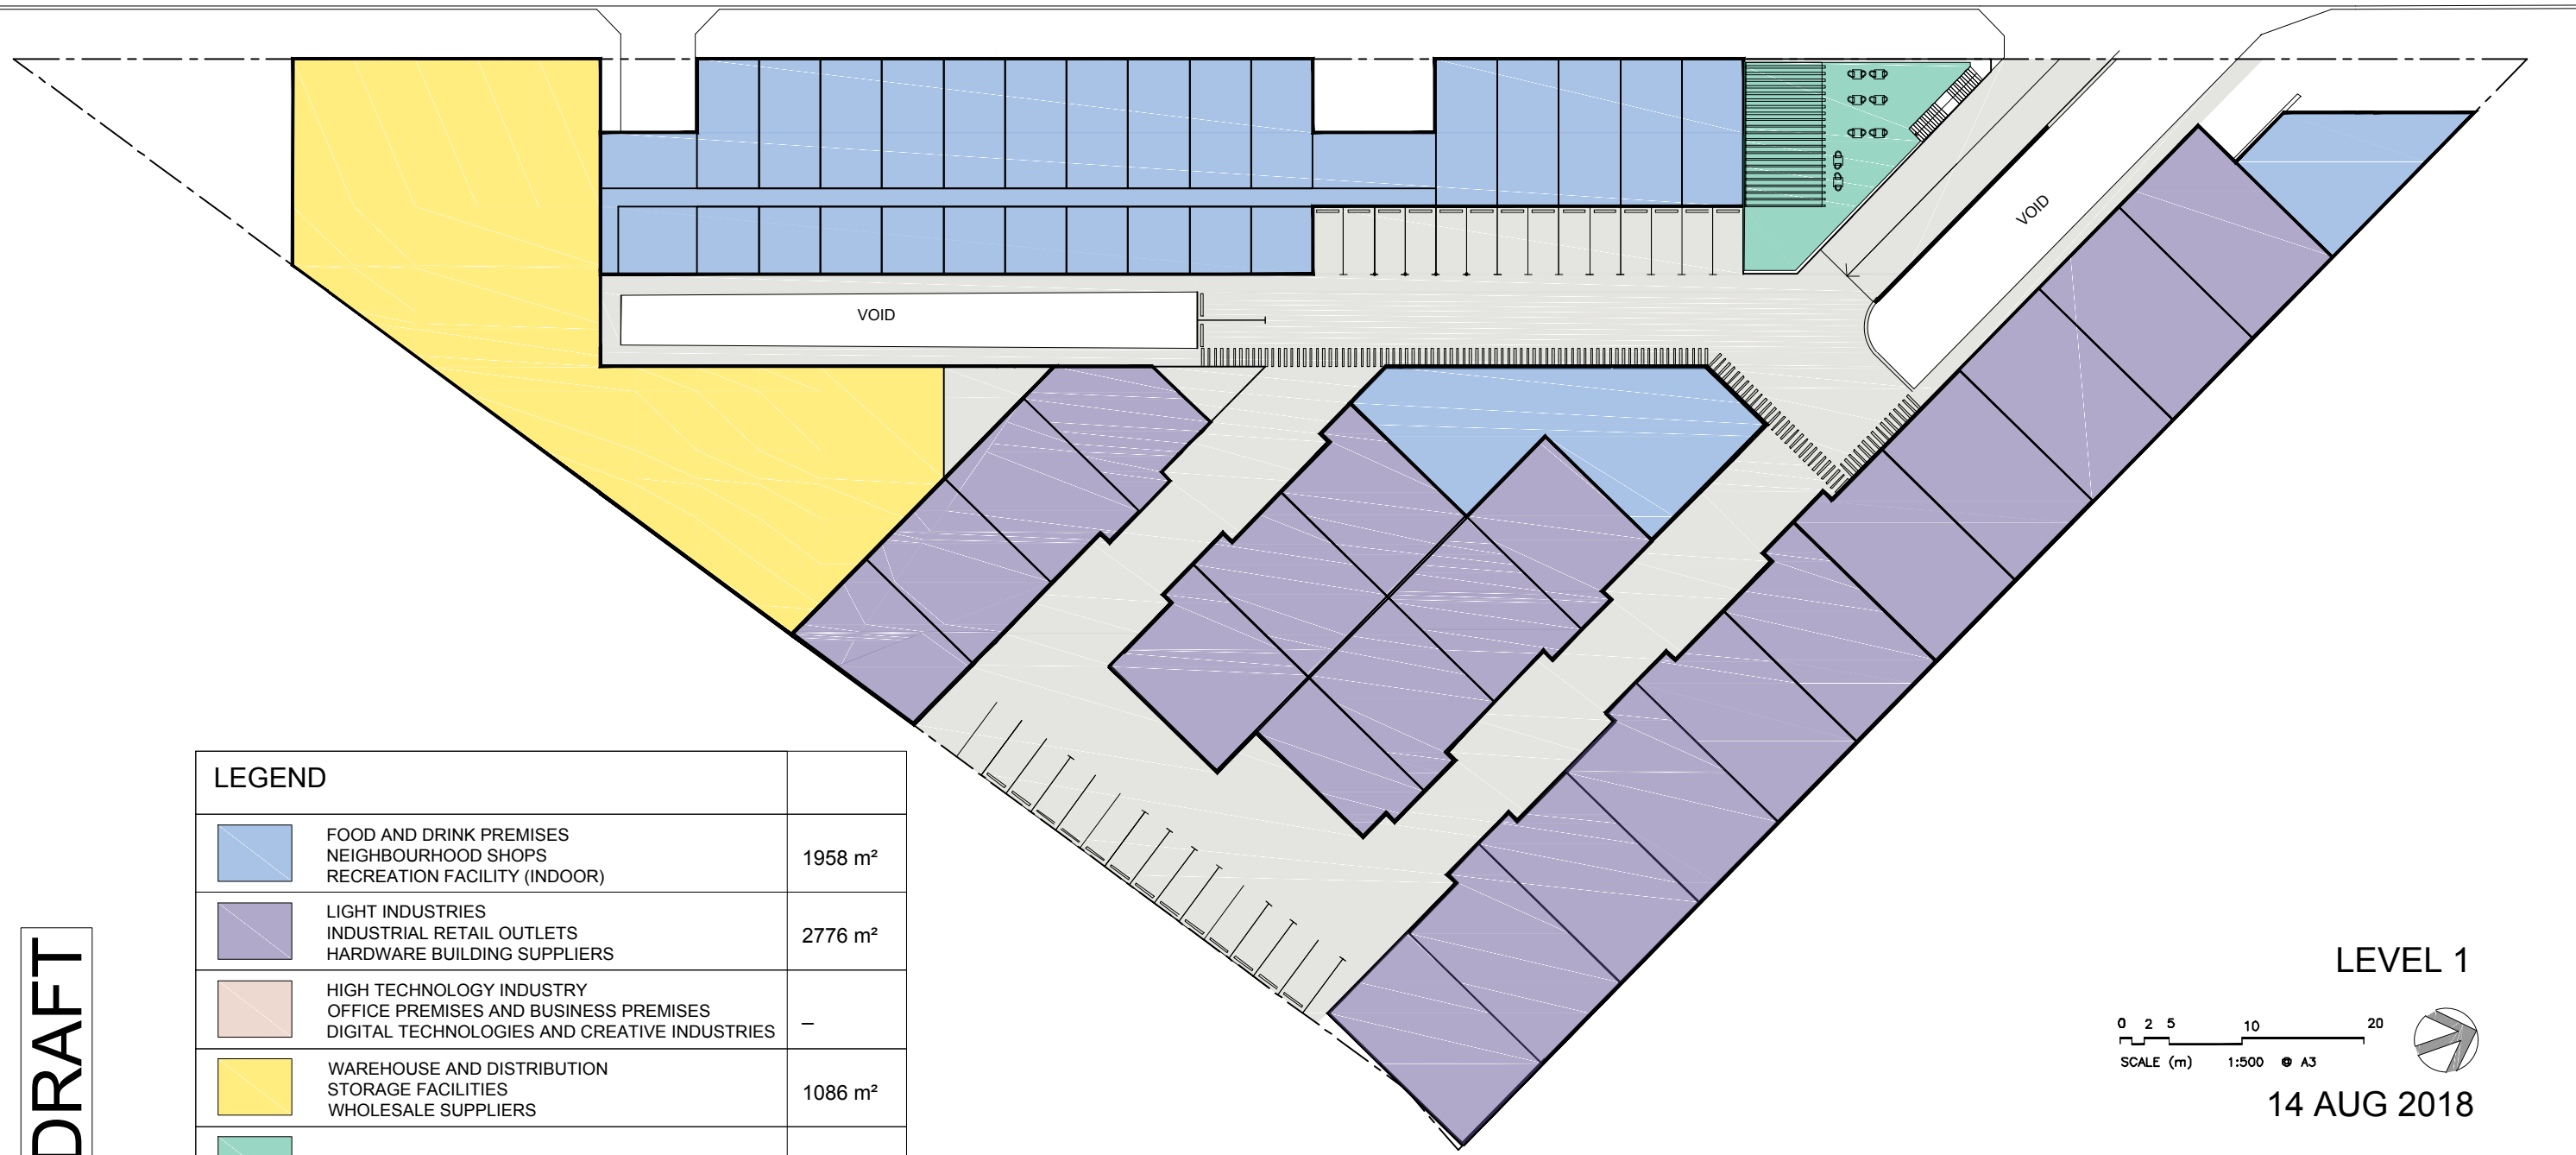 VOID
VOID
LEGEND
FOOD AND DRINK PREMISES
NEIGHBOURHOOD SHOPS
RECREATION FACILITY (INDOOR)
1958 m²
LIGHT INDUSTRIES
INDUSTRIAL RETAIL OUTLETS
HARDWARE BUILDING SUPPLIERS
2776 m²
HIGH TECHNOLOGY INDUSTRY
OFFICE PREMISES AND BUSINESS PREMISES
DIGITAL TECHNOLOGIES AND CREATIVE INDUSTRIES
–
WAREHOUSE AND DISTRIBUTION
STORAGE FACILITIES
WHOLESALE SUPPLIERS
1086 m²
DRAFT
LEVEL 1
0 2 5 10 20
SCALE (m) 1:500 @ A3
14 AUG 2018